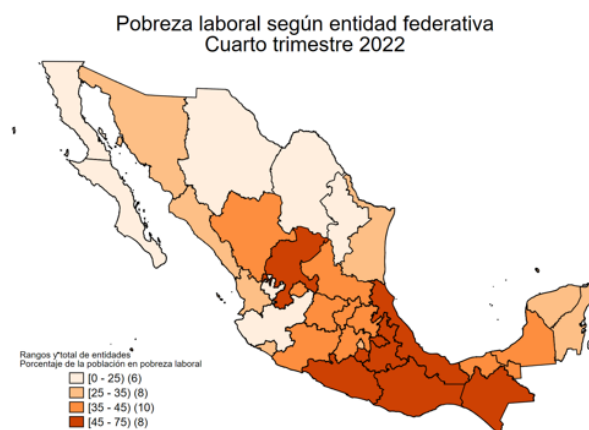 Pobreza laboral según entidad federativa
Cuarto trimestre 2022
Rangos y total de entidades
Porcentaje de la población en pobreza laboral
[0 - 25) (6)
[25 - 35) (8)
[35 - 45) (10)
[45 - 75) (8)